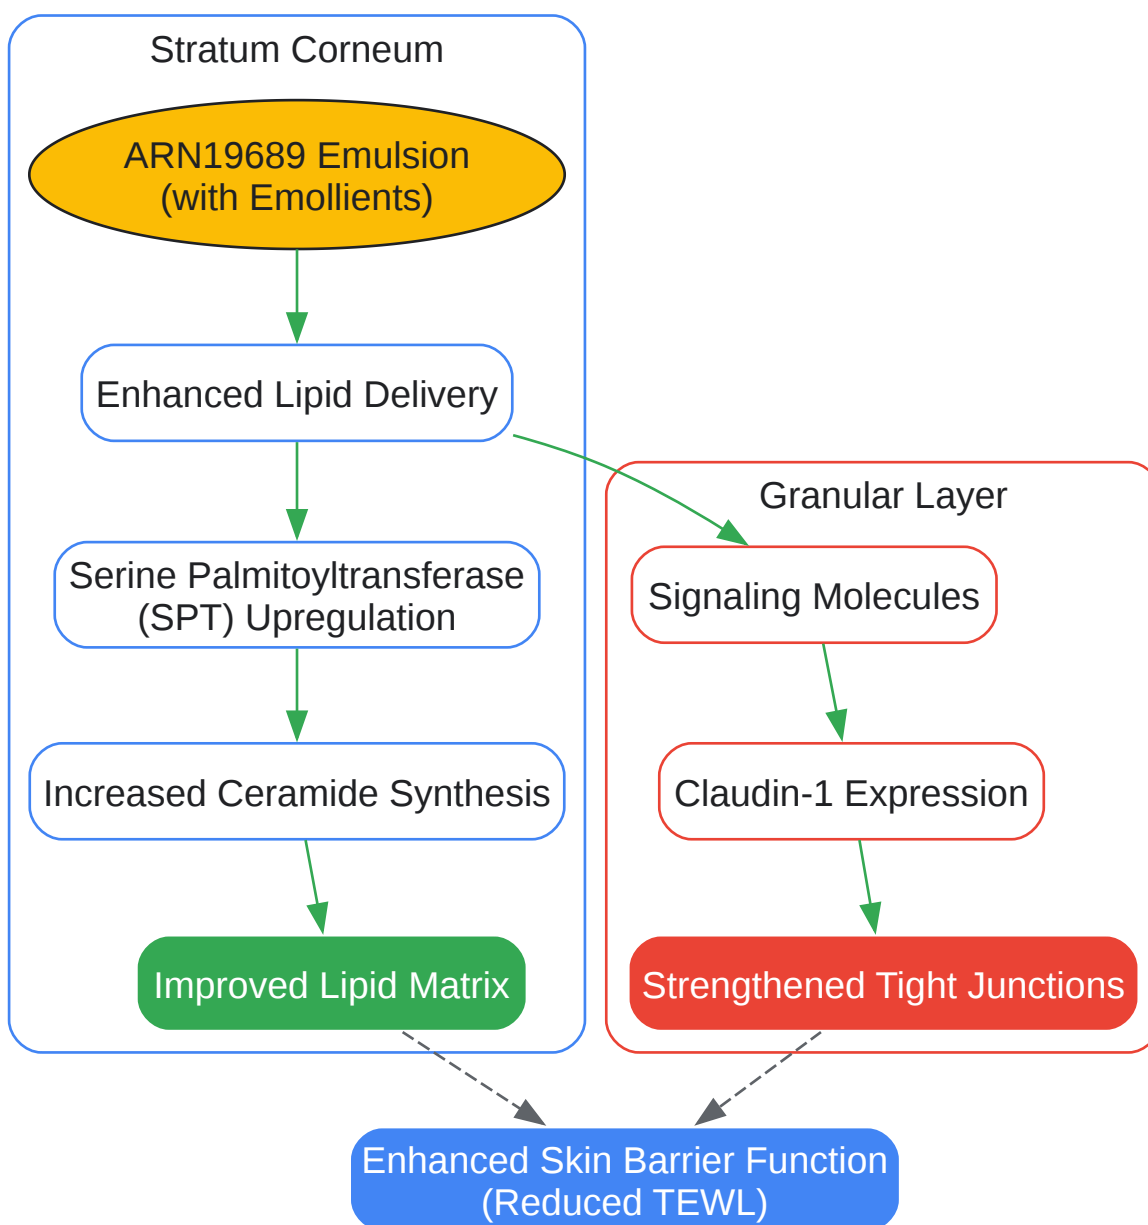 Stratum Corneum
ARN19689 Emulsion
(with Emollients)
Enhanced Lipid Delivery
Serine Palmitoyltransferase
(SPT) Upregulation
Increased Ceramide Synthesis
Improved Lipid Matrix
Granular Layer
Signaling Molecules
Claudin-1 Expression
Strengthened Tight Junctions
Enhanced Skin Barrier Function
(Reduced TEWL)